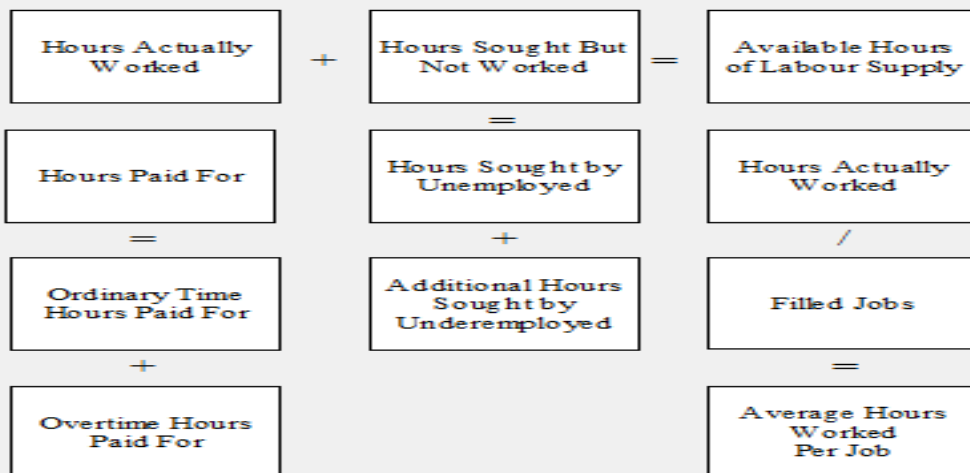 Hours Actually
Worked
+
Hours Sought But
Not Worked
=
Available Hours
of Labour Supply
=
Hours Paid For
Hours Sought by
Unemployed
Hours Actually
Worked
=
+
/
Ordinary Time
Hours Paid For
Additional Hours
Sought by
Underemployed
Filled Jobs
+
=
Overtime Hours
Paid For
Average Hours
Worked
Per Job